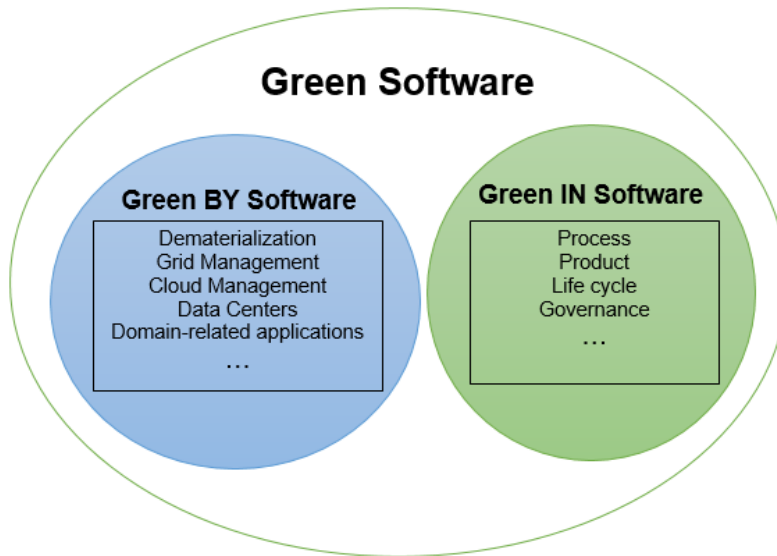 Green Software
Green BY Software
Dematerialization
Grid Management
Cloud Management
Data Centers
Domain-related applications
…
Green IN Software
Process
Product
Life cycle
Governance
…